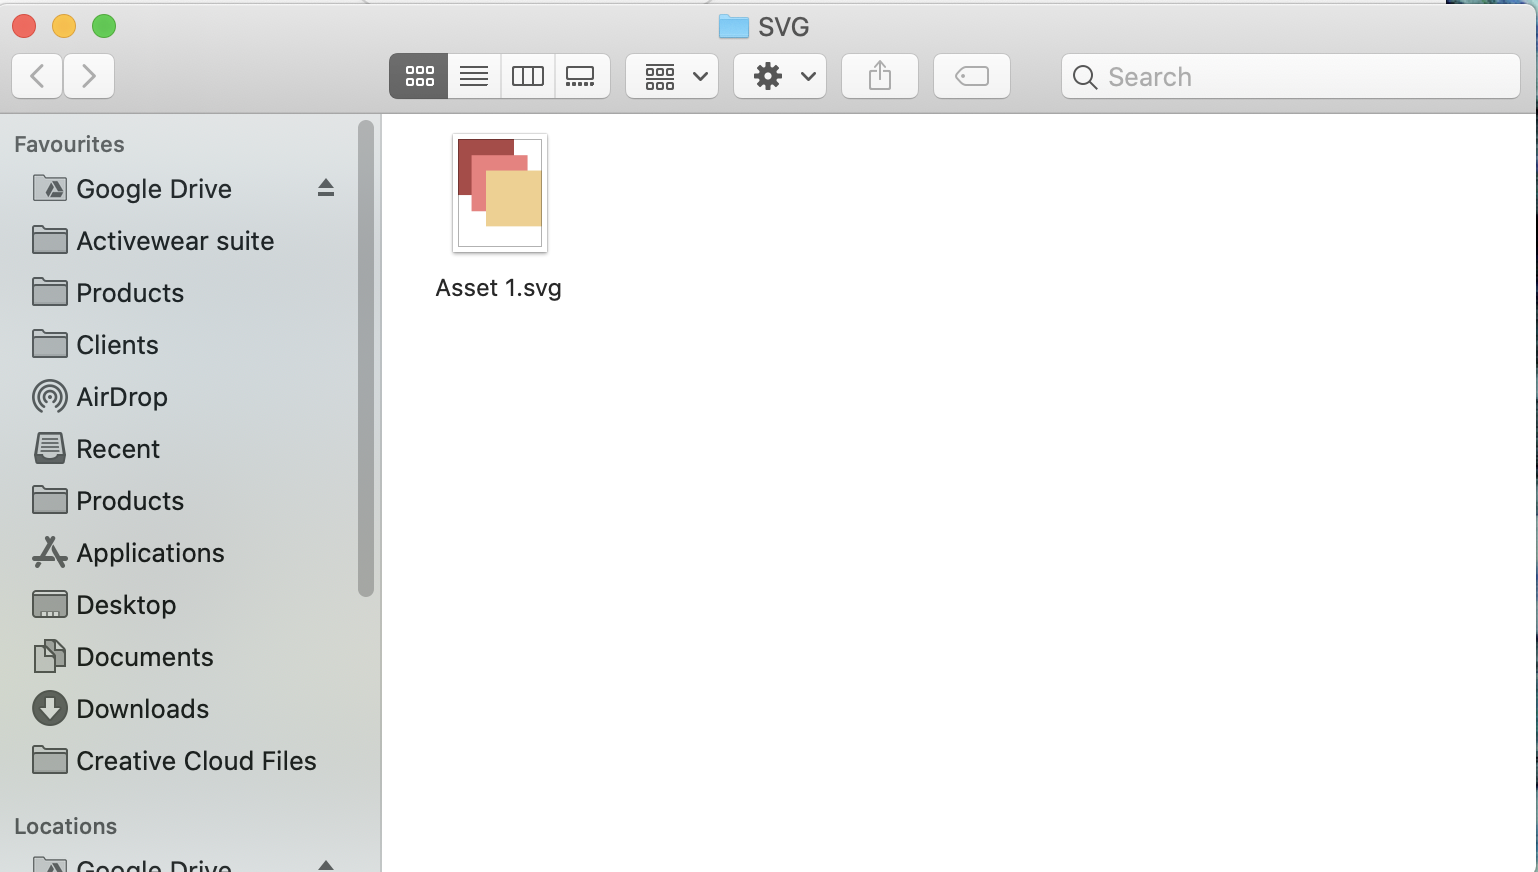 SVG
Search
Favourites
Google Drive
Activewear suite
Products
Clients
AirDrop
Recent
Products
Applications
Desktop
Documents
Downloads
Creative Cloud Files
Locations
Google Drive
Asset 1.svg